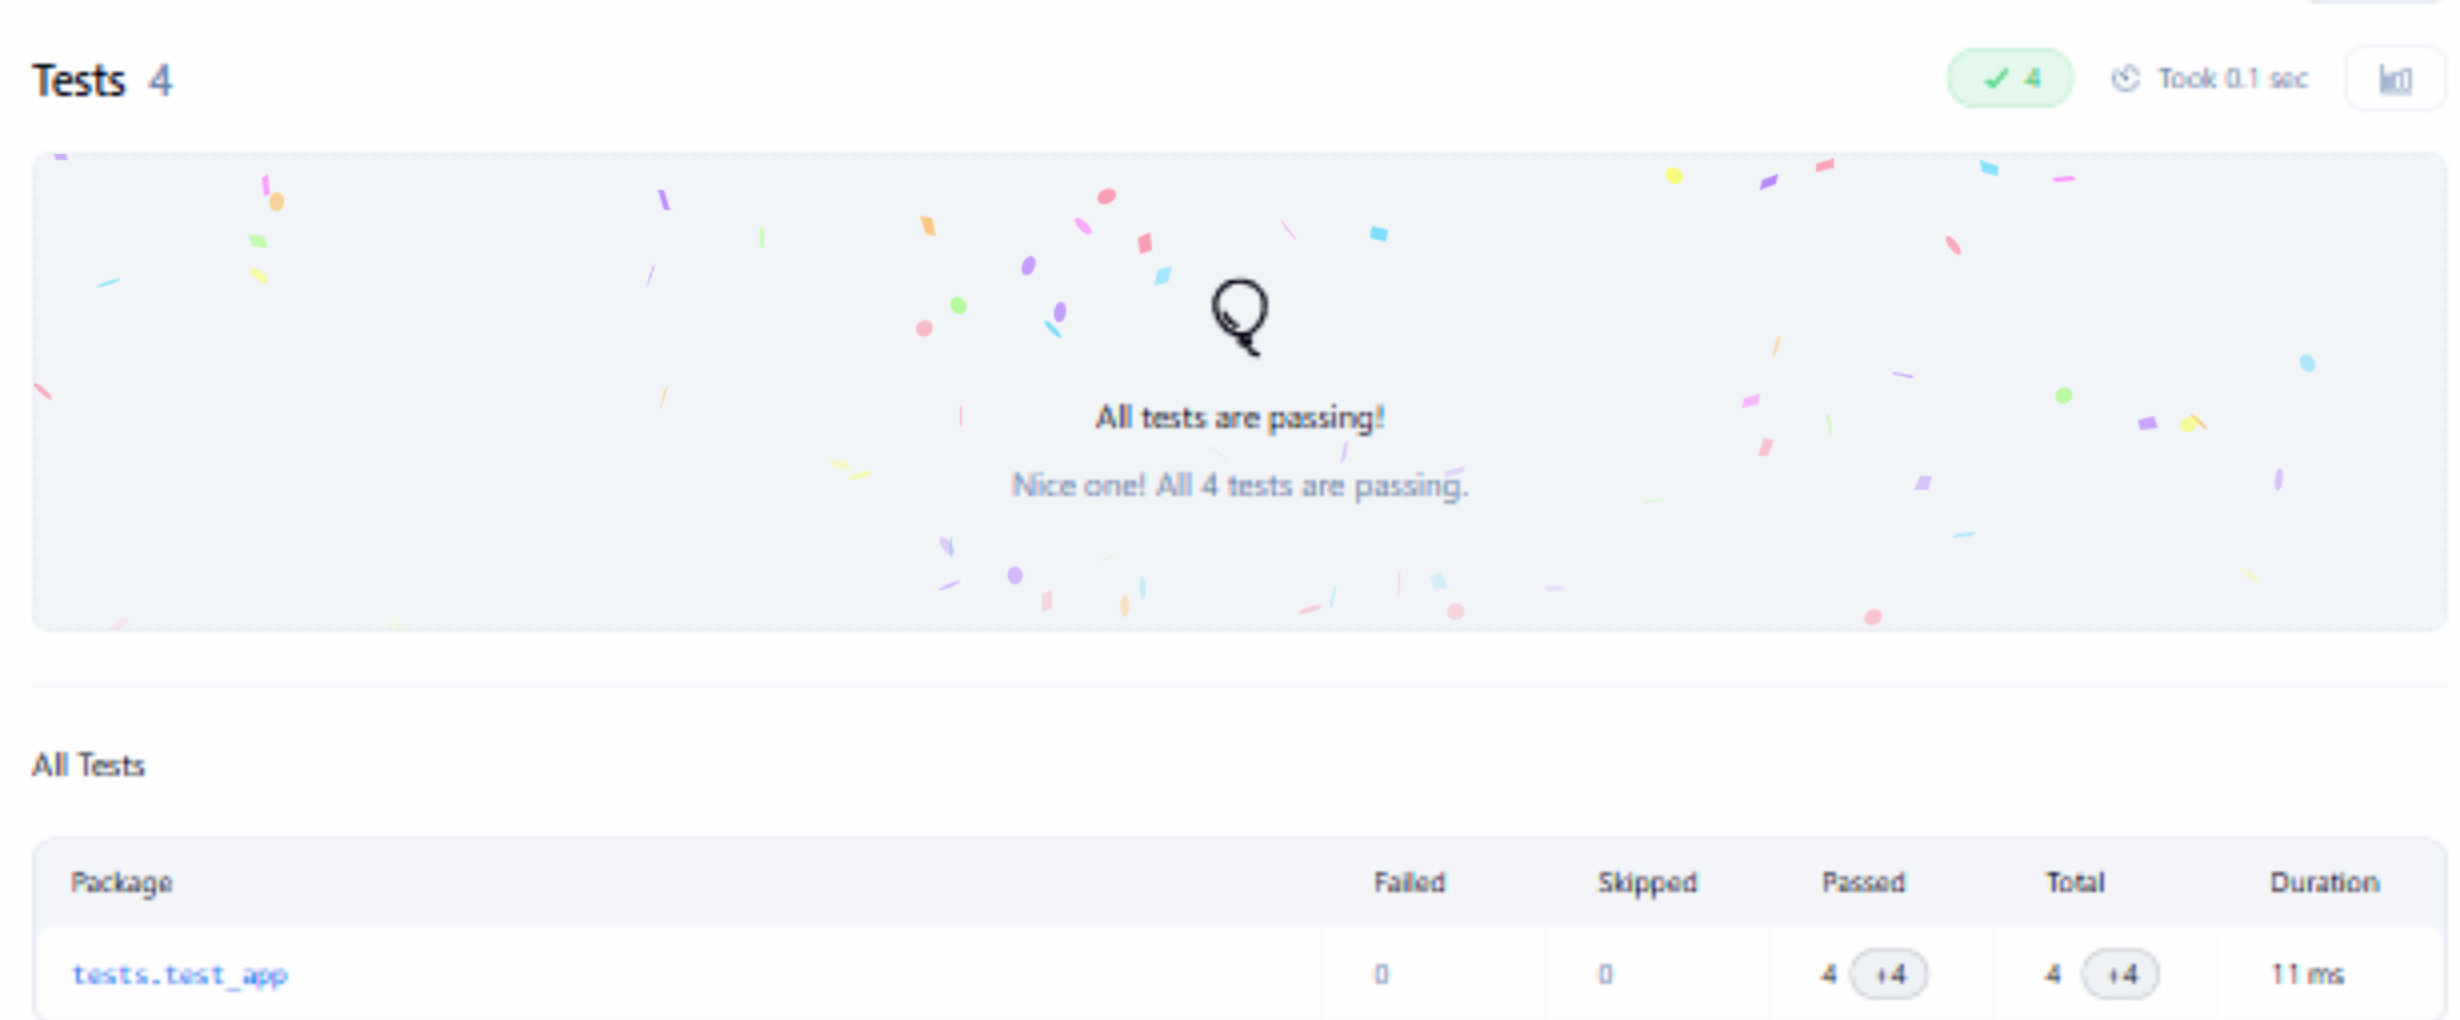 Tests 4
4 Took 0.1 sec
All tests are passing!
Nice one! All 4 tests are passing.
All Tests
Package Failed Skipped Passed Total Duration
tests.test_app 0 0 4 +4 4 +4 11 ms